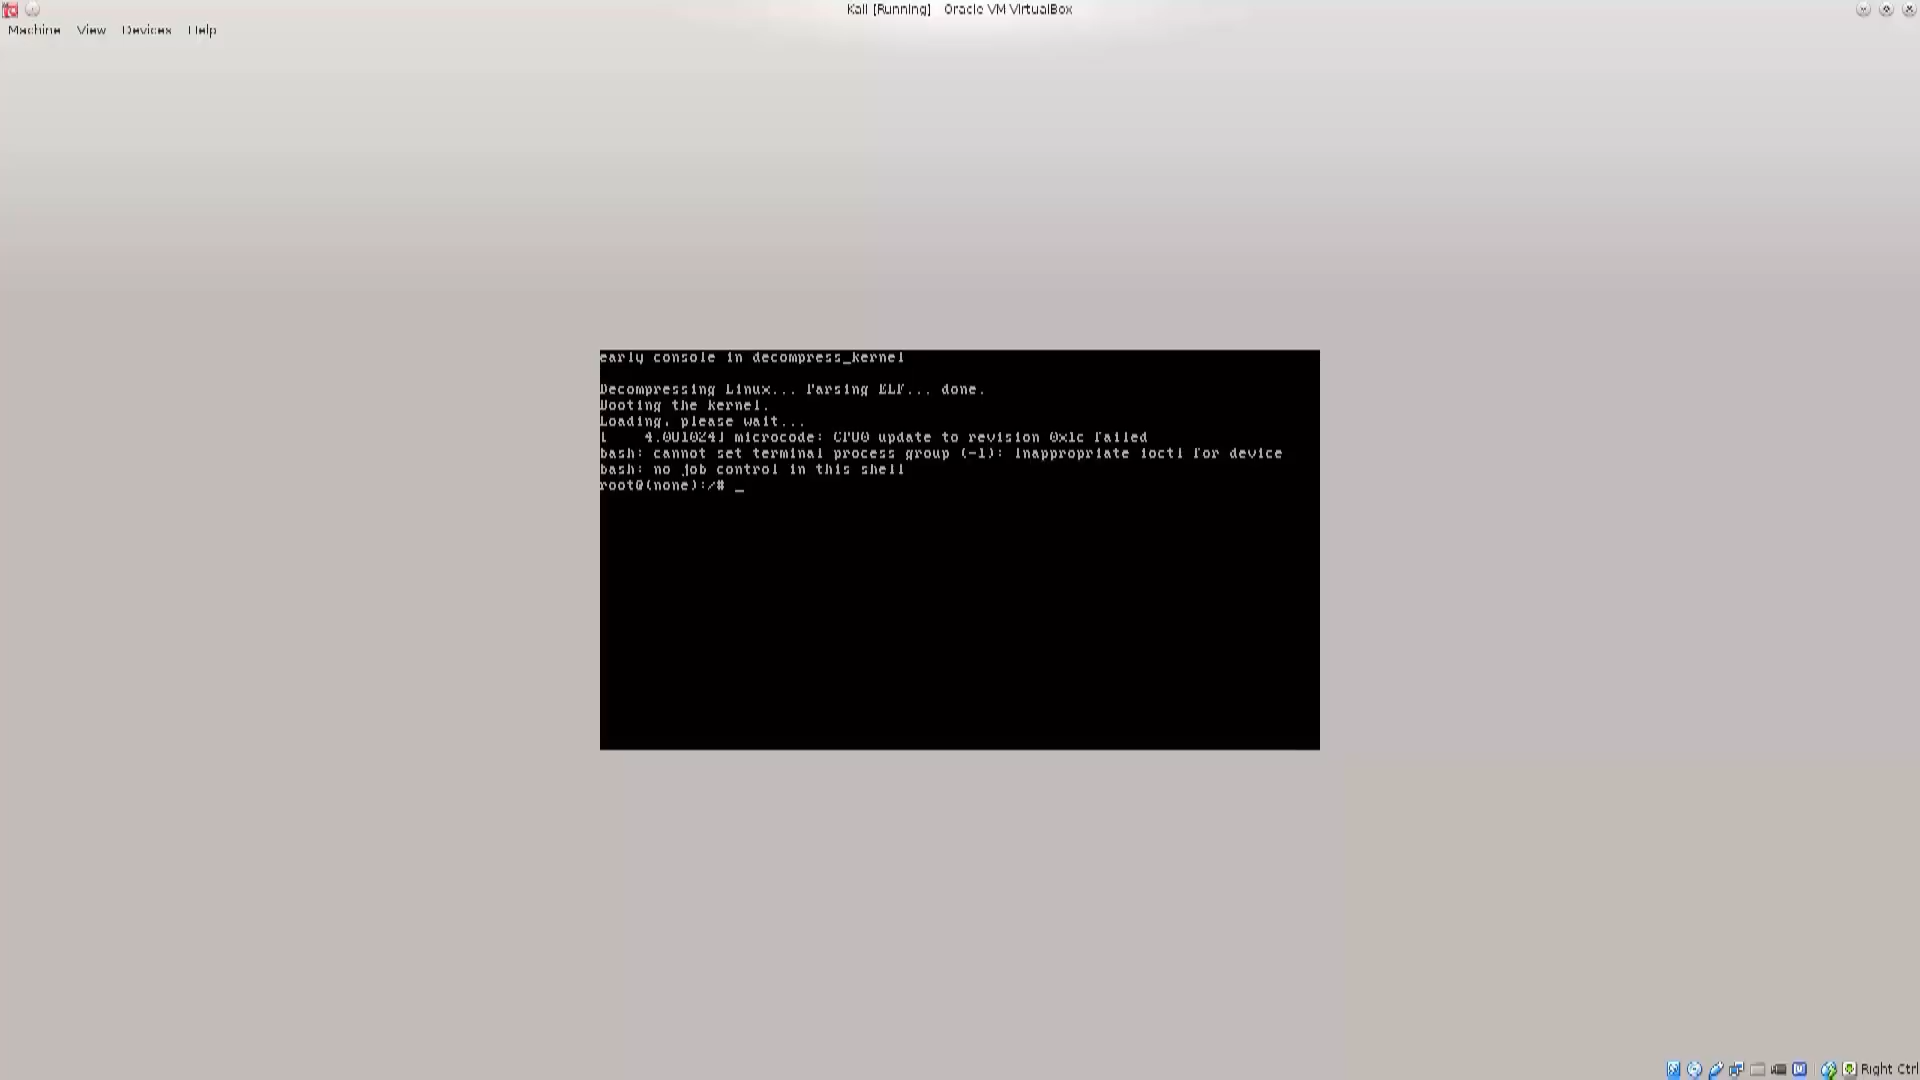 Kali [Running] Oracle VM VirtualBox
Machine View Devices Help
early console in decompress_kernel
Decompressing Linux... Parsing ELF... done.
Booting the kernel.
Loading, please wait...
[ 4.001024] microcode: CPU0 update to revision 0x1c failed
bash: cannot set terminal process group (-1): Inappropriate ioctl for device
bash: no job control in this shell
root@(none):/# _
Right Ctrl